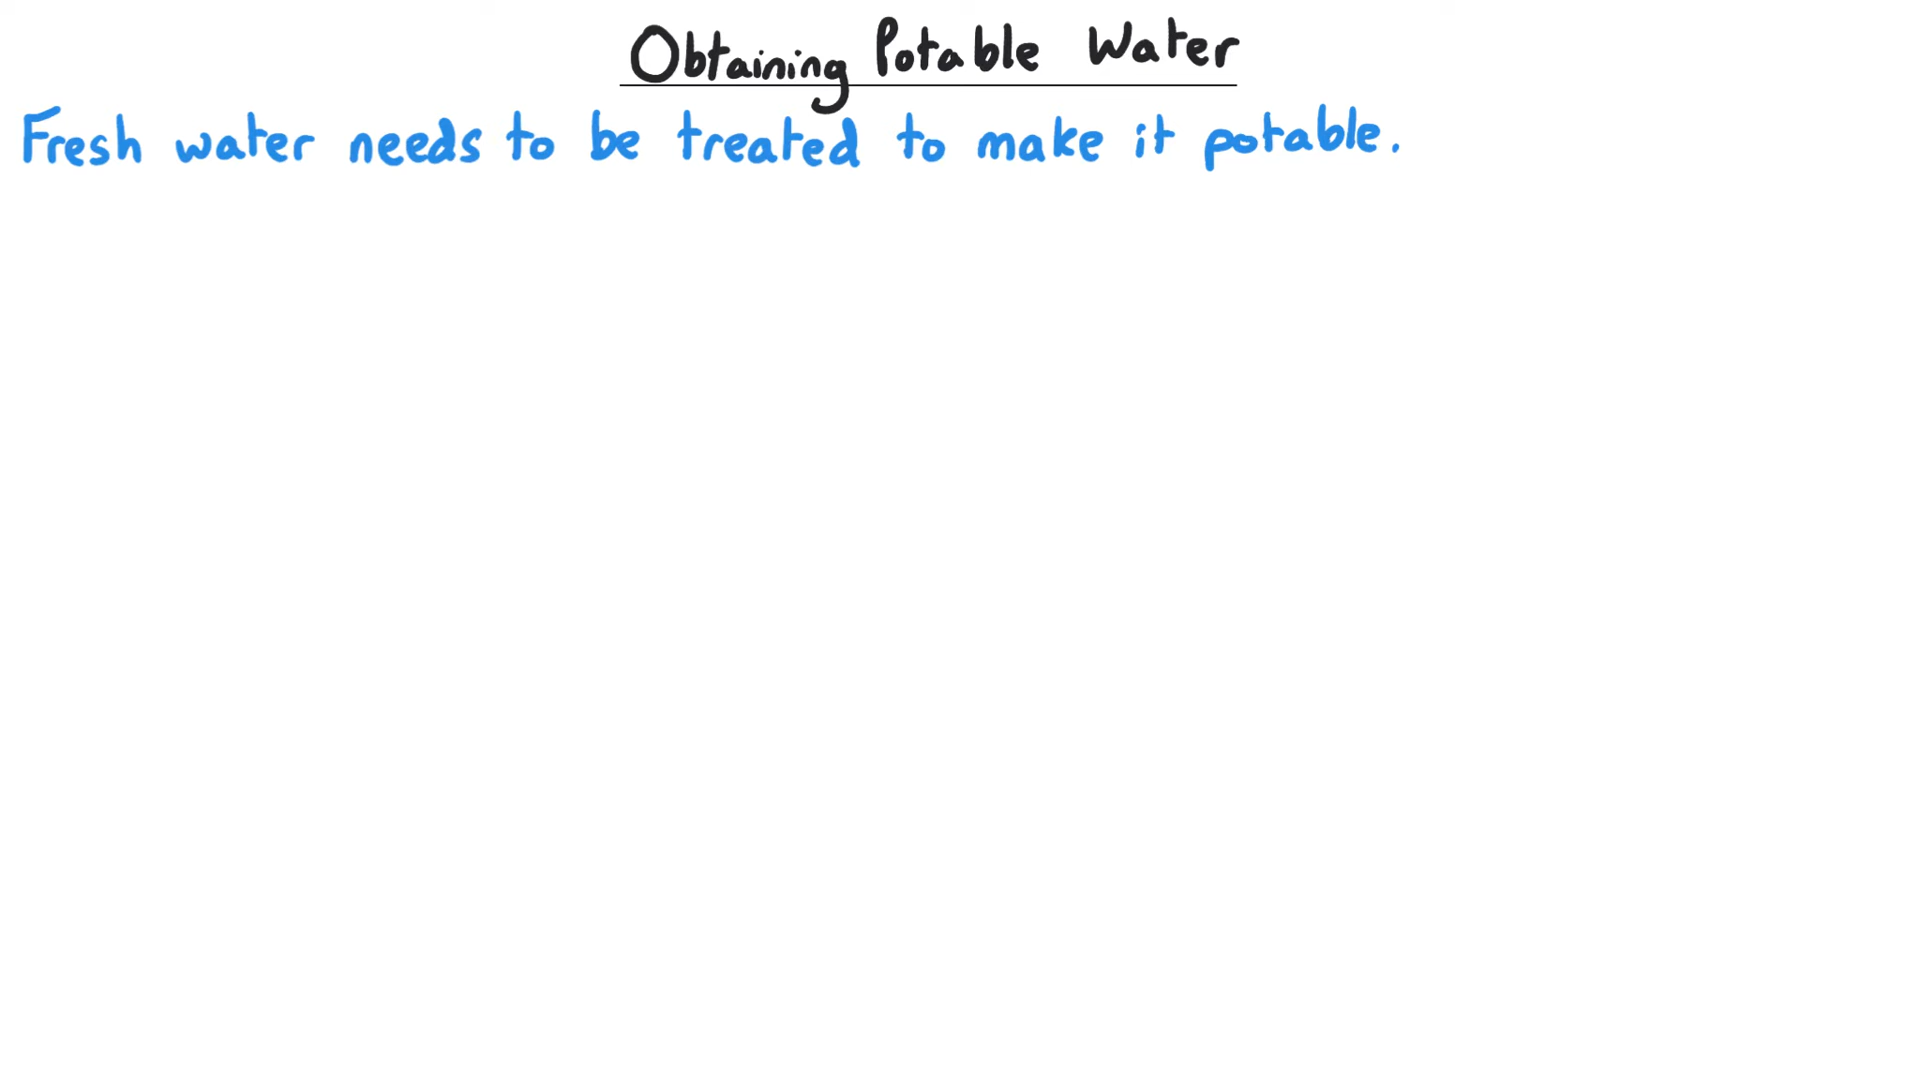 Obtaining Potable Water
Fresh water needs to be treated to make it potable.